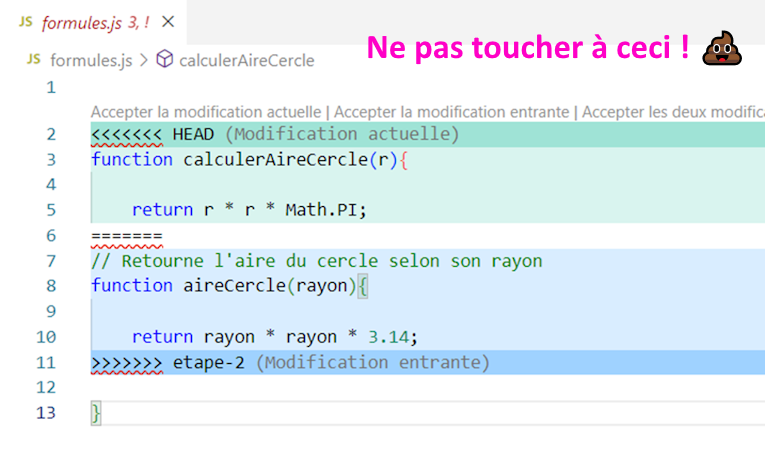 JS formules.js 3, ! ×
Ne pas toucher à ceci ! 💩
JS formules.js > calculerAireCercle
1
Accepter la modification actuelle | Accepter la modification entrante | Accepter les deux modifica
2 <<<<<<< HEAD (Modification actuelle)
3 function calculerAireCercle(r){
4
5     return r * r * Math.PI;
6 =======
7 // Retourne l'aire du cercle selon son rayon
8 function aireCercle(rayon){
9
10     return rayon * rayon * 3.14;
11 >>>>>>> etape-2 (Modification entrante)
12
13 }